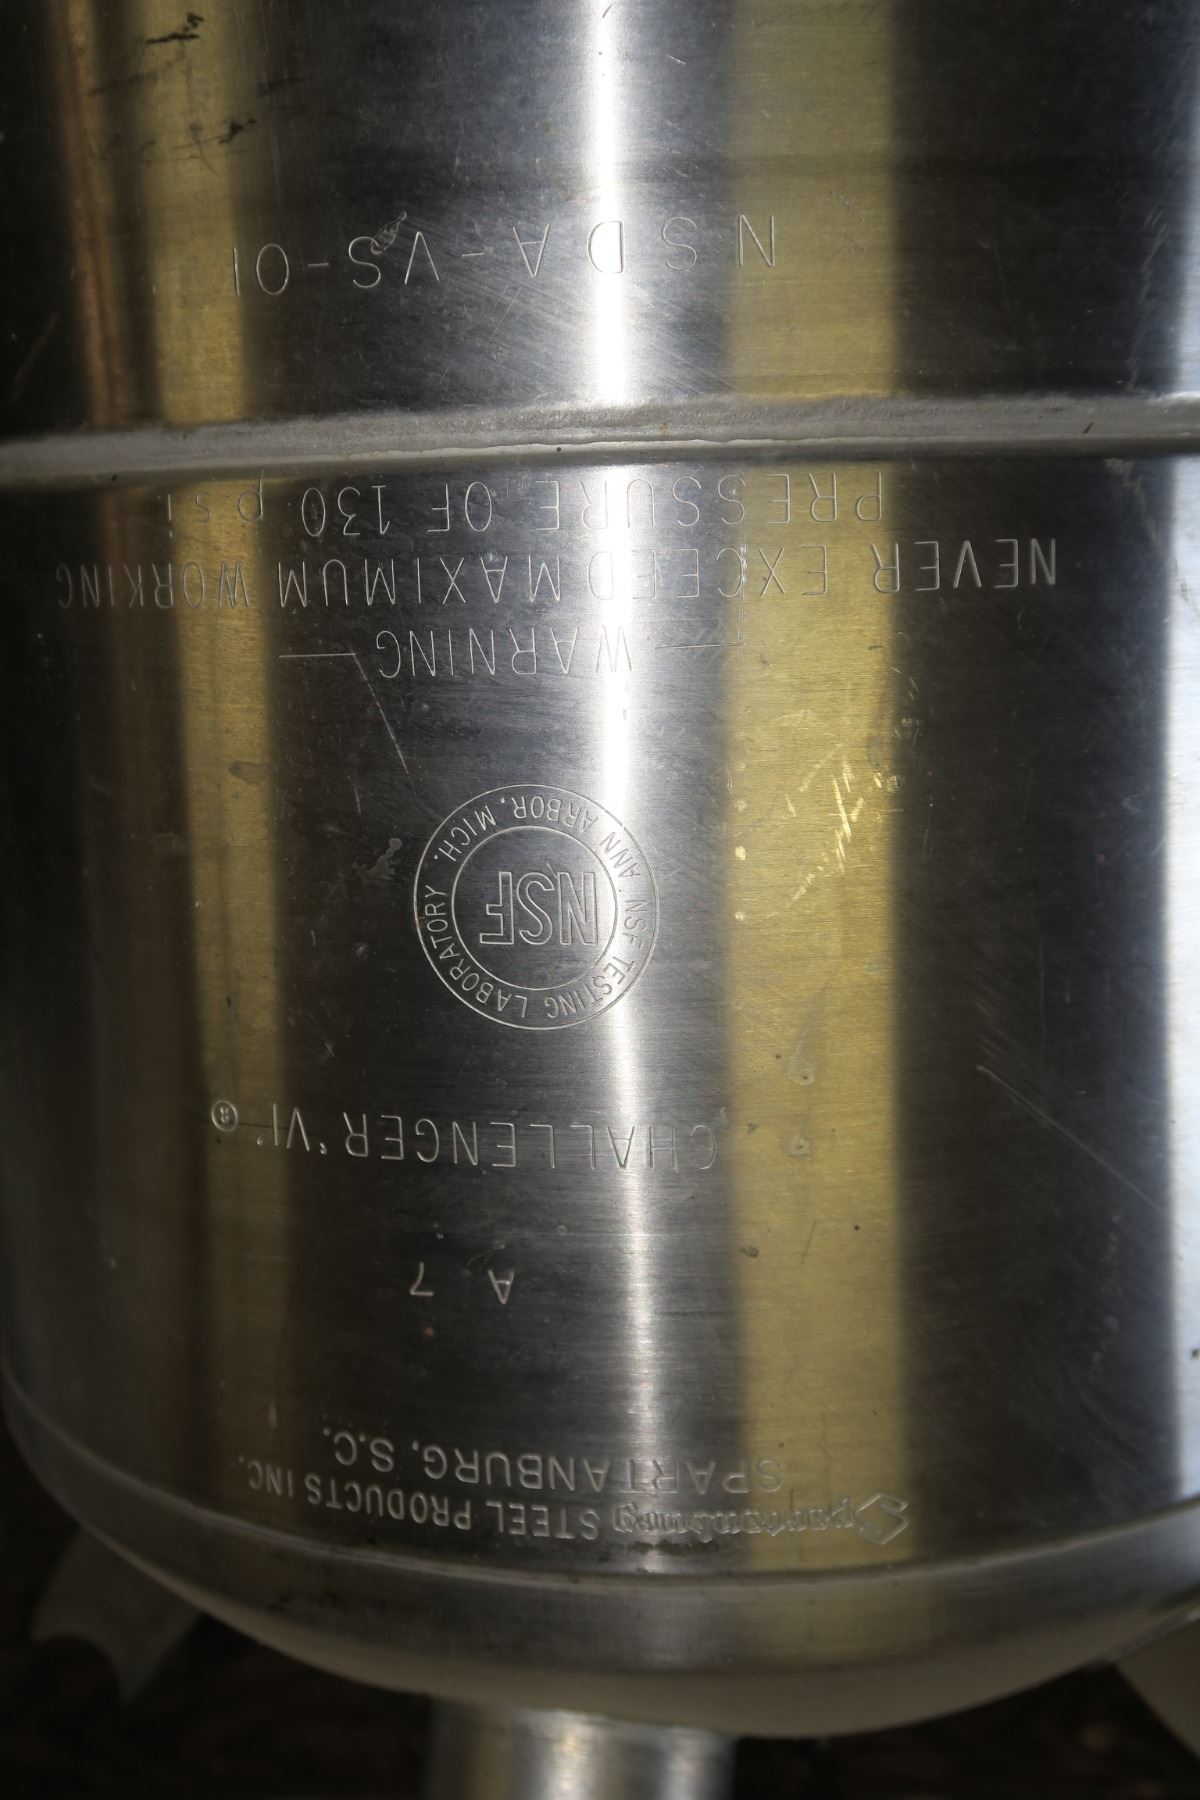 Spartanburg STEEL PRODUCTS INC.
SPARTANBURG, S.C.
A 7
"CHALLENGER VI" ®
NSF TESTING LABORATORY
ANN ARBOR, MICH.
NSF
— WARNING —
NEVER EXCEED MAXIMUM WORKING
PRESSURE OF 130 p.s.i
NSDA-VS-01